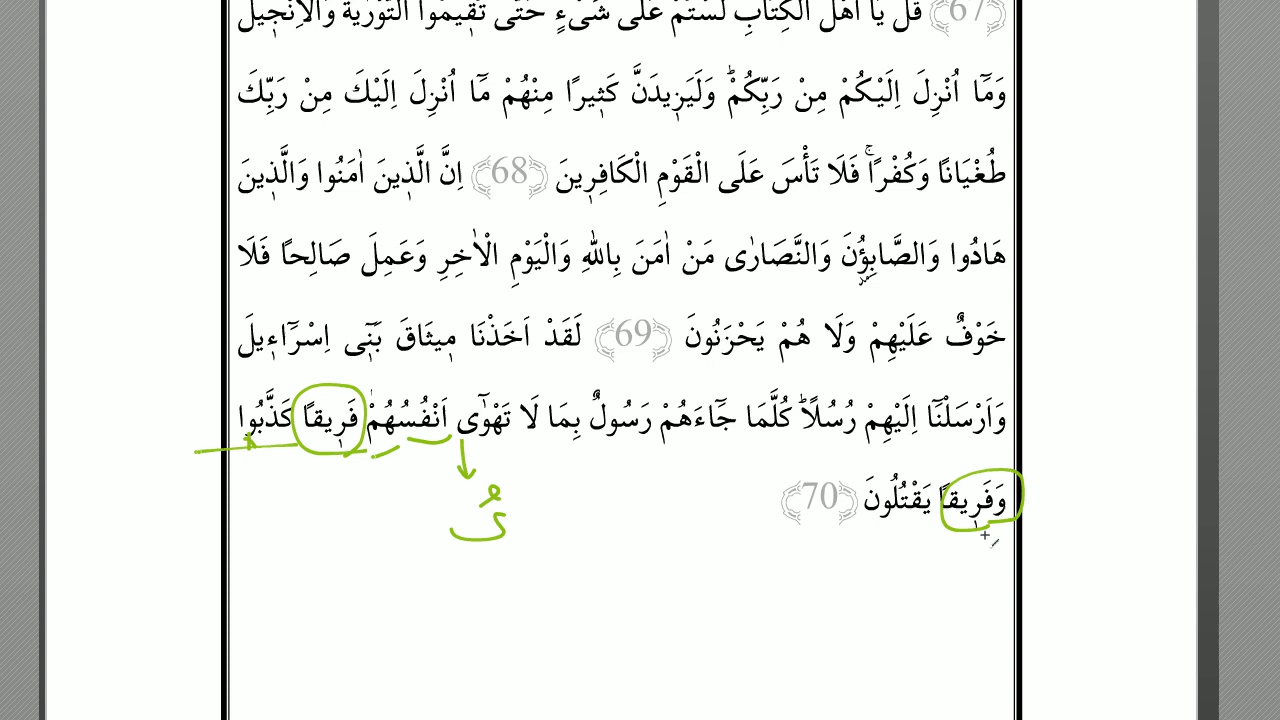 ﴿67﴾ قُلْ يَا اَهْلَ الْكِتَابِ لَسْتُمْ عَلٰى شَىْءٍ حَتّٰى تُقٖيمُوا التَّوْرٰيةَ وَالْاِنْجٖيلَ
وَمَٓا اُنْزِلَ اِلَيْكُمْ مِنْ رَبِّكُمْؕ وَلَيَزٖيدَنَّ كَثٖيرًا مِنْهُمْ مَٓا اُنْزِلَ اِلَيْكَ مِنْ رَبِّكَ
طُغْيَانًا وَكُفْرًاۚ فَلَا تَأْسَ عَلَى الْقَوْمِ الْكَافِرٖينَ ﴿68﴾ اِنَّ الَّذٖينَ اٰمَنُوا وَالَّذٖينَ
هَادُوا وَالصَّابِؤُ۫نَ وَالنَّصَارٰى مَنْ اٰمَنَ بِاللّٰهِ وَالْيَوْمِ الْاٰخِرِ وَعَمِلَ صَالِحًا فَلَا
خَوْفٌ عَلَيْهِمْ وَلَا هُمْ يَحْزَنُونَ ﴿69﴾ لَقَدْ اَخَذْنَا مٖيثَاقَ بَنٖٓى اِسْرَٓاءٖيلَ
وَاَرْسَلْنَٓا اِلَيْهِمْ رُسُلًاؕ كُلَّمَا جَٓاءَهُمْ رَسُولٌ بِمَا لَا تَهْوٰٓى اَنْفُسُهُمْۙ فَرٖيقًا كَذَّبُوا
وَفَرٖيقًا يَقْتُلُونَ ﴿70﴾
ىُ